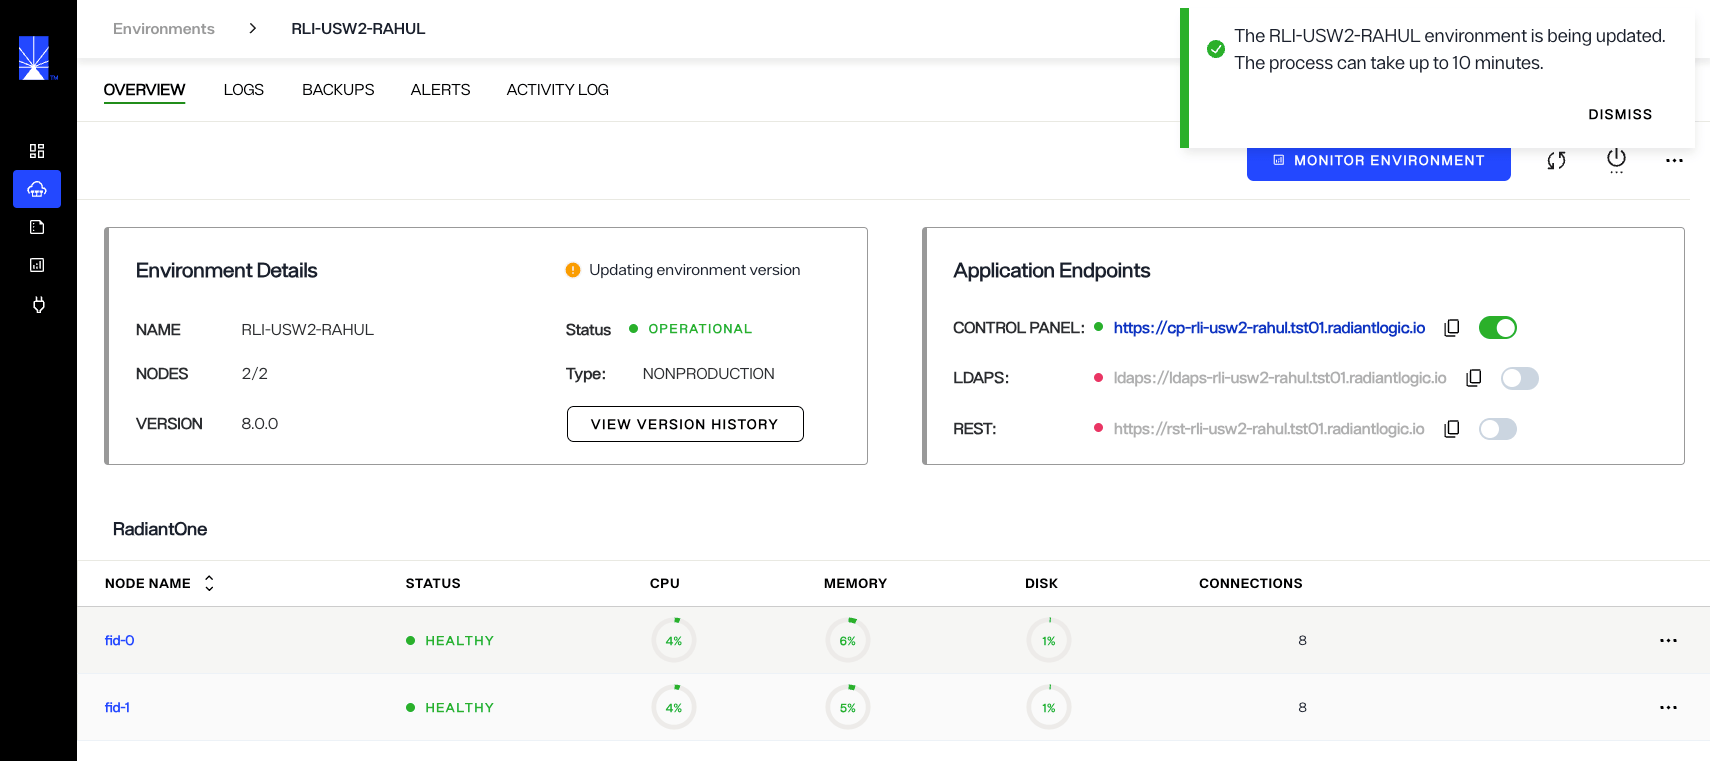 Environments > RLI-USW2-RAHUL
The RLI-USW2-RAHUL environment is being updated.
The process can take up to 10 minutes.
DISMISS
OVERVIEW LOGS BACKUPS ALERTS ACTIVITY LOG
MONITOR ENVIRONMENT
Environment Details
Updating environment version
NAME RLI-USW2-RAHUL
Status OPERATIONAL
NODES 2/2
Type: NONPRODUCTION
VERSION 8.0.0
VIEW VERSION HISTORY
Application Endpoints
CONTROL PANEL: https://cp-rli-usw2-rahul.tst01.radiantlogic.io
LDAPS: ldaps://ldaps-rli-usw2-rahul.tst01.radiantlogic.io
REST: https://rst-rli-usw2-rahul.tst01.radiantlogic.io
RadiantOne
NODE NAME STATUS CPU MEMORY DISK CONNECTIONS
fid-0 HEALTHY 4% 6% 1% 8
fid-1 HEALTHY 4% 5% 1% 8